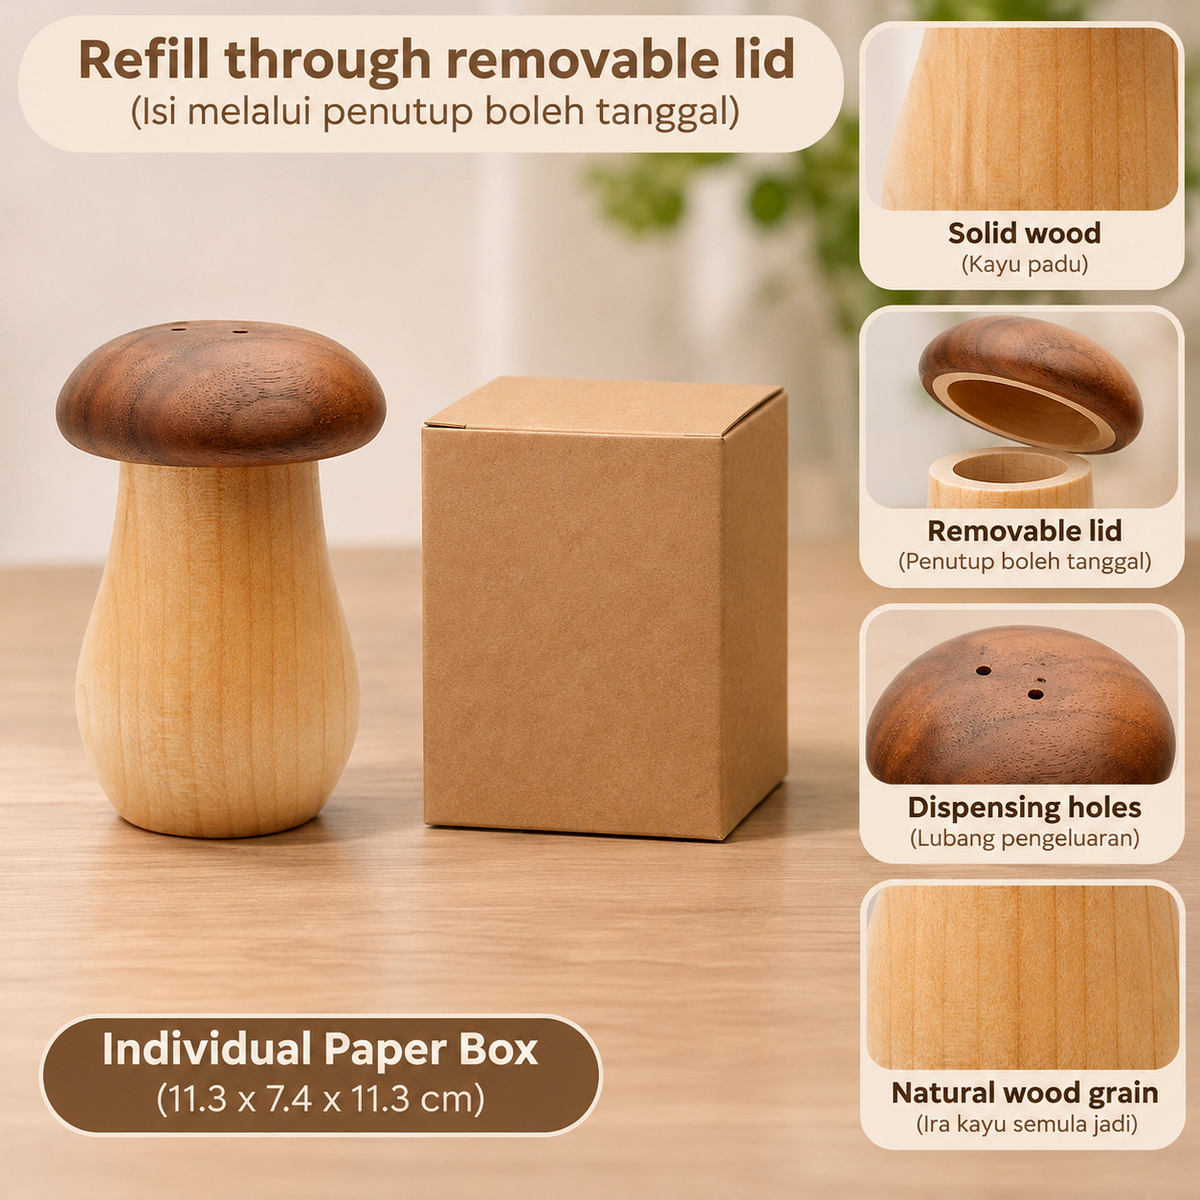 Refill through removable lid
(Isi melalui penutup boleh tanggal)
Solid wood
(Kayu padu)
Removable lid
(Penutup boleh tanggal)
Dispensing holes
(Lubang pengeluaran)
Natural wood grain
(Ira kayu semula jadi)
Individual Paper Box
(11.3 x 7.4 x 11.3 cm)